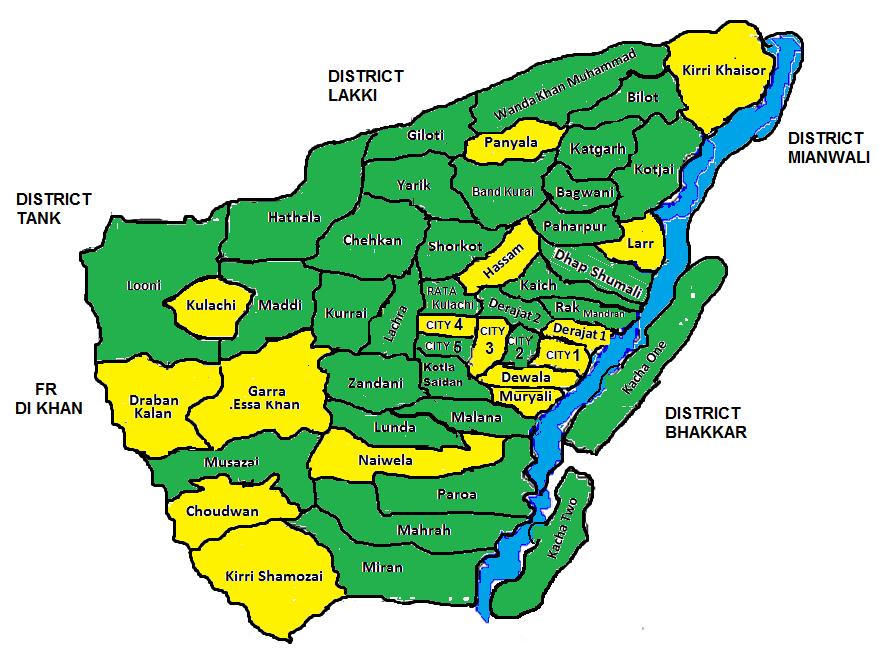 Kirri Khaisor
DISTRICT
LAKKI
WandaKhan Muhammad
Bilot
Giloti
Panyala
Katgarh
DISTRICT
MIANWALI
Kotjai
Yarik
Band Kurai
Bagwani
DISTRICT
TANK
Hathala
Paharpur
Chehkan
Shorkot
Larr
Hassam
Dhap Shumali
Looni
Kaich
RATA
Kulachi
Kulachi
Maddi
Kurrai
Lachra
Derajat 2
Rak Mandran
CITY 4
CITY
3
Derajat 1
CITY 5
CITY
2
CITY 1
Kacha One
Kotla
Saidan
Zandani
Dewala
FR
DI KHAN
Draban
Kalan
Garra
.Essa Khan
Muryali
DISTRICT
BHAKKAR
Malana
Lunda
Musazai
Naiwela
Paroa
Choudwan
Mahrah
Kacha Two
Miran
Kirri Shamozai